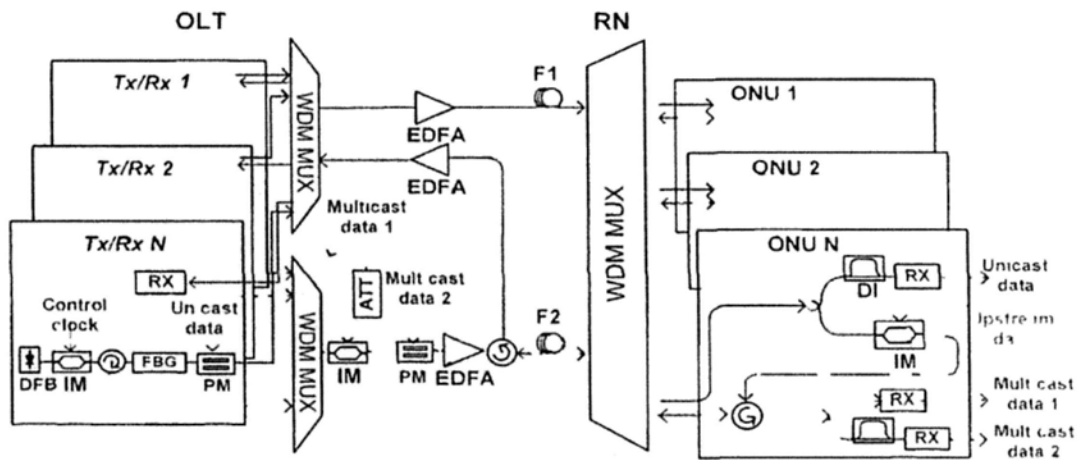 OLT
RN
Tx/Rx 1
Tx/Rx 2
Tx/Rx N
RX
Control
clock
Un cast
data
DFB
IM
FBG
PM
WDM MUX
WDM MUX
EDFA
EDFA
Multicast
data 1
ATT
Mult cast
data 2
IM
PM
EDFA
F1
F2
WDM MUX
ONU 1
ONU 2
ONU N
DI
RX
Unicast
data
IM
da
RX
Mult cast
data 1
RX
Mult cast
data 2